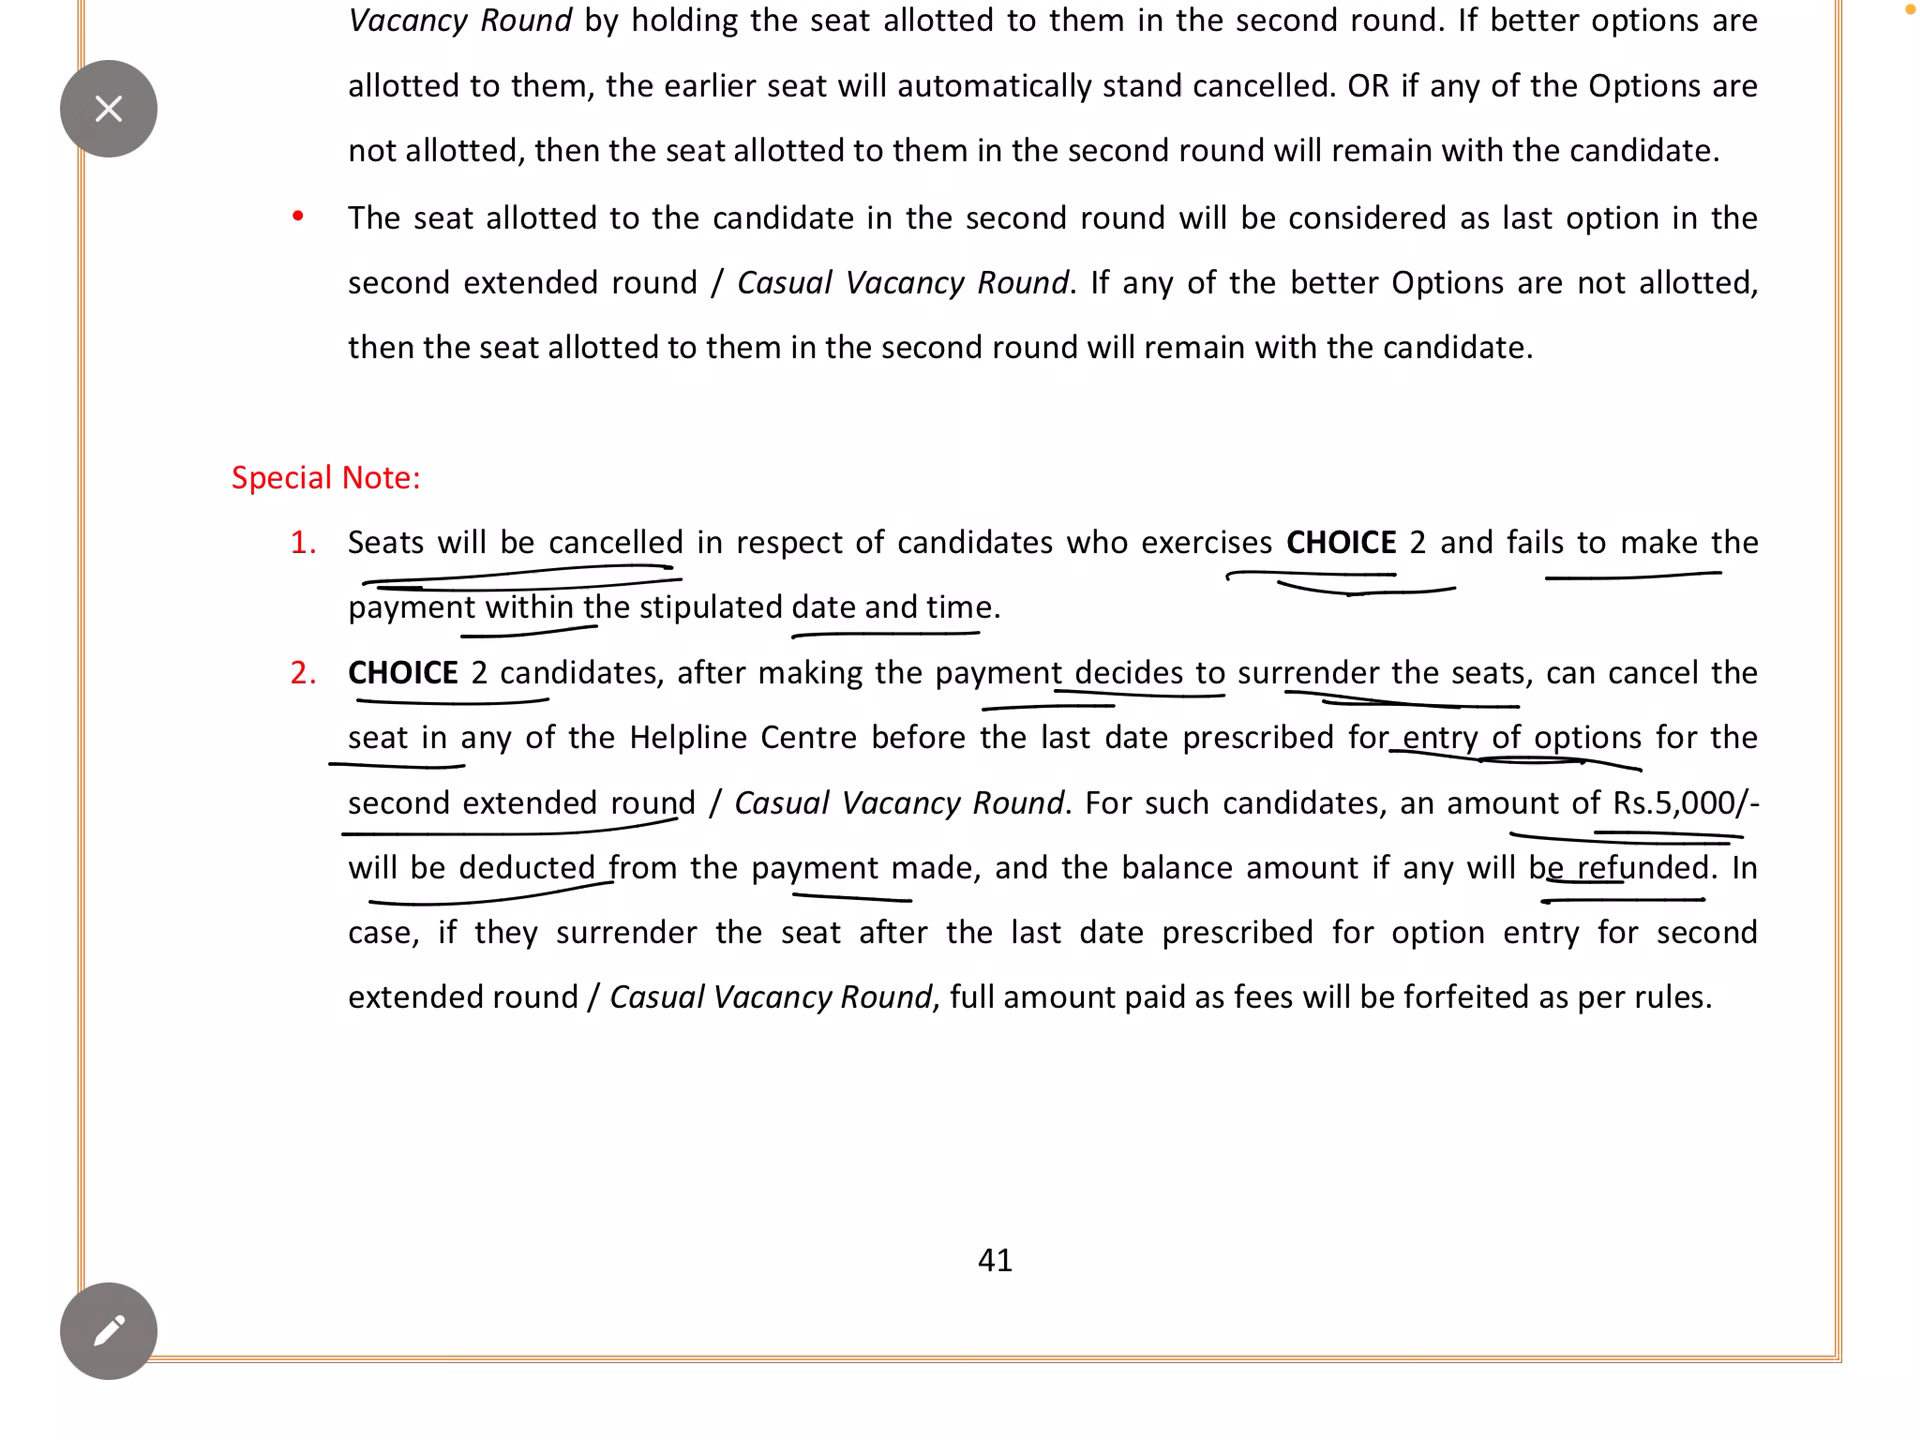 Vacancy Round by holding the seat allotted to them in the second round. If better options are
allotted to them, the earlier seat will automatically stand cancelled. OR if any of the Options are
not allotted, then the seat allotted to them in the second round will remain with the candidate.
• The seat allotted to the candidate in the second round will be considered as last option in the
second extended round / Casual Vacancy Round. If any of the better Options are not allotted,
then the seat allotted to them in the second round will remain with the candidate.
Special Note:
1. Seats will be cancelled in respect of candidates who exercises CHOICE 2 and fails to make the
payment within the stipulated date and time.
2. CHOICE 2 candidates, after making the payment decides to surrender the seats, can cancel the
seat in any of the Helpline Centre before the last date prescribed for entry of options for the
second extended round / Casual Vacancy Round. For such candidates, an amount of Rs.5,000/-
will be deducted from the payment made, and the balance amount if any will be refunded. In
case, if they surrender the seat after the last date prescribed for option entry for second
extended round / Casual Vacancy Round, full amount paid as fees will be forfeited as per rules.
41